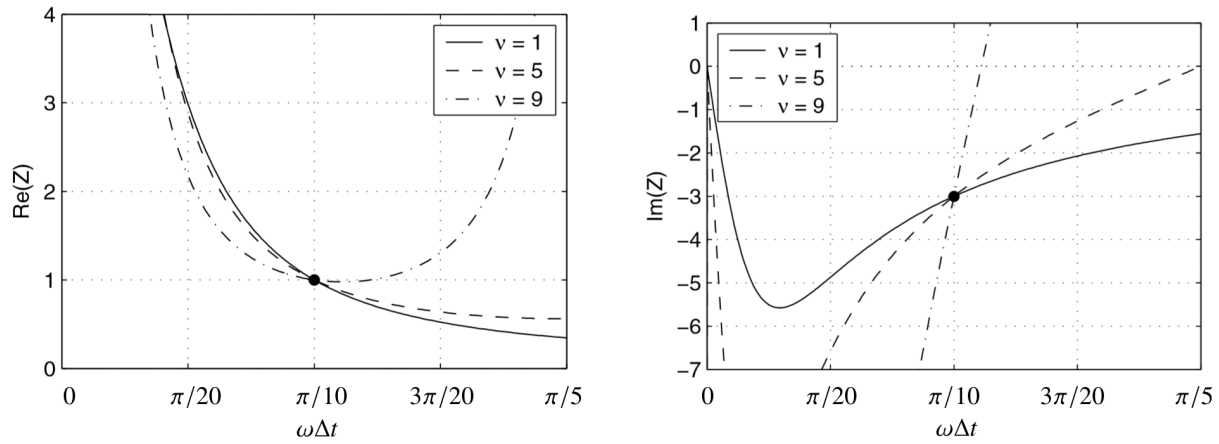 4
3
2
1
0
Re(Z)
ν = 1
ν = 5
ν = 9
0
π/20
π/10
3π/20
π/5
ωΔt
1
0
−1
−2
−3
−4
−5
−6
−7
Im(Z)
ν = 1
ν = 5
ν = 9
0
π/20
π/10
3π/20
π/5
ωΔt